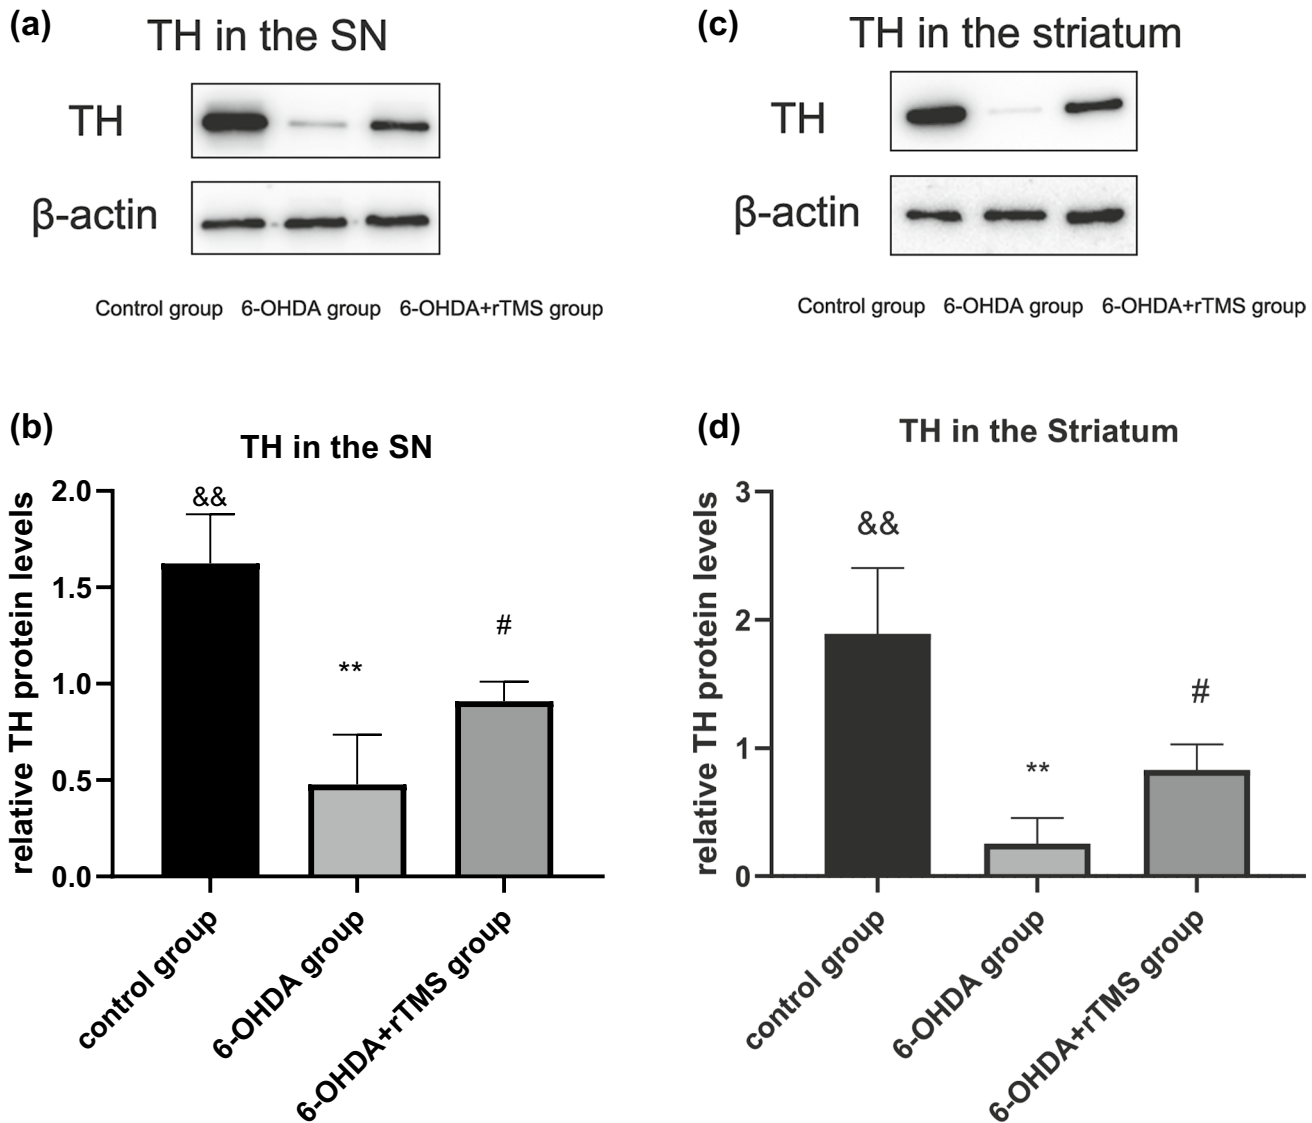 (a)
TH in the SN
TH
β-actin
Control group 6-OHDA group 6-OHDA+rTMS group
(c)
TH in the striatum
TH
β-actin
Control group 6-OHDA group 6-OHDA+rTMS group
(b)
TH in the SN
relative TH protein levels
2.0
1.5
1.0
0.5
0.0
&&
**
#
control group
6-OHDA group
6-OHDA+rTMS group
(d)
TH in the Striatum
relative TH protein levels
3
2
1
0
&&
**
#
control group
6-OHDA group
6-OHDA+rTMS group